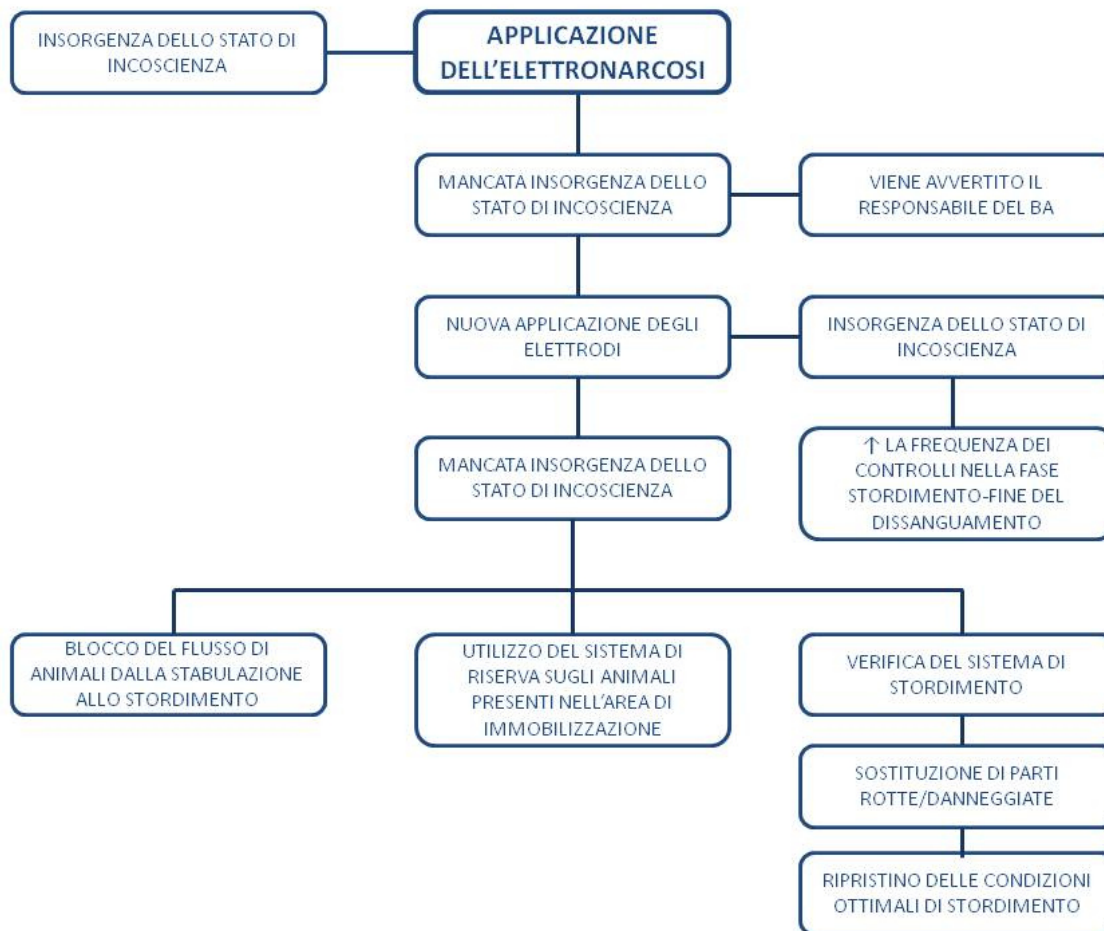 INSORGENZA DELLO STATO DI
INCOSCIENZA
APPLICAZIONE
DELL'ELETTRONARCOSI
MANCATA INSORGENZA DELLO
STATO DI INCOSCIENZA
VIENE AVVERTITO IL
RESPONSABILE DEL BA
NUOVA APPLICAZIONE DEGLI
ELETTRODI
INSORGENZA DELLO STATO DI
INCOSCIENZA
MANCATA INSORGENZA DELLO
STATO DI INCOSCIENZA
↑ LA FREQUENZA DEI
CONTROLLI NELLA FASE
STORDIMENTO-FINE DEL
DISSANGUAMENTO
BLOCCO DEL FLUSSO DI
ANIMALI DALLA STABULAZIONE
ALLO STORDIMENTO
UTILIZZO DEL SISTEMA DI
RISERVA SUGLI ANIMALI
PRESENTI NELL'AREA DI
IMMOBILIZZAZIONE
VERIFICA DEL SISTEMA DI
STORDIMENTO
SOSTITUZIONE DI PARTI
ROTTE/DANNEGGIATE
RIPRISTINO DELLE CONDIZIONI
OTTIMALI DI STORDIMENTO